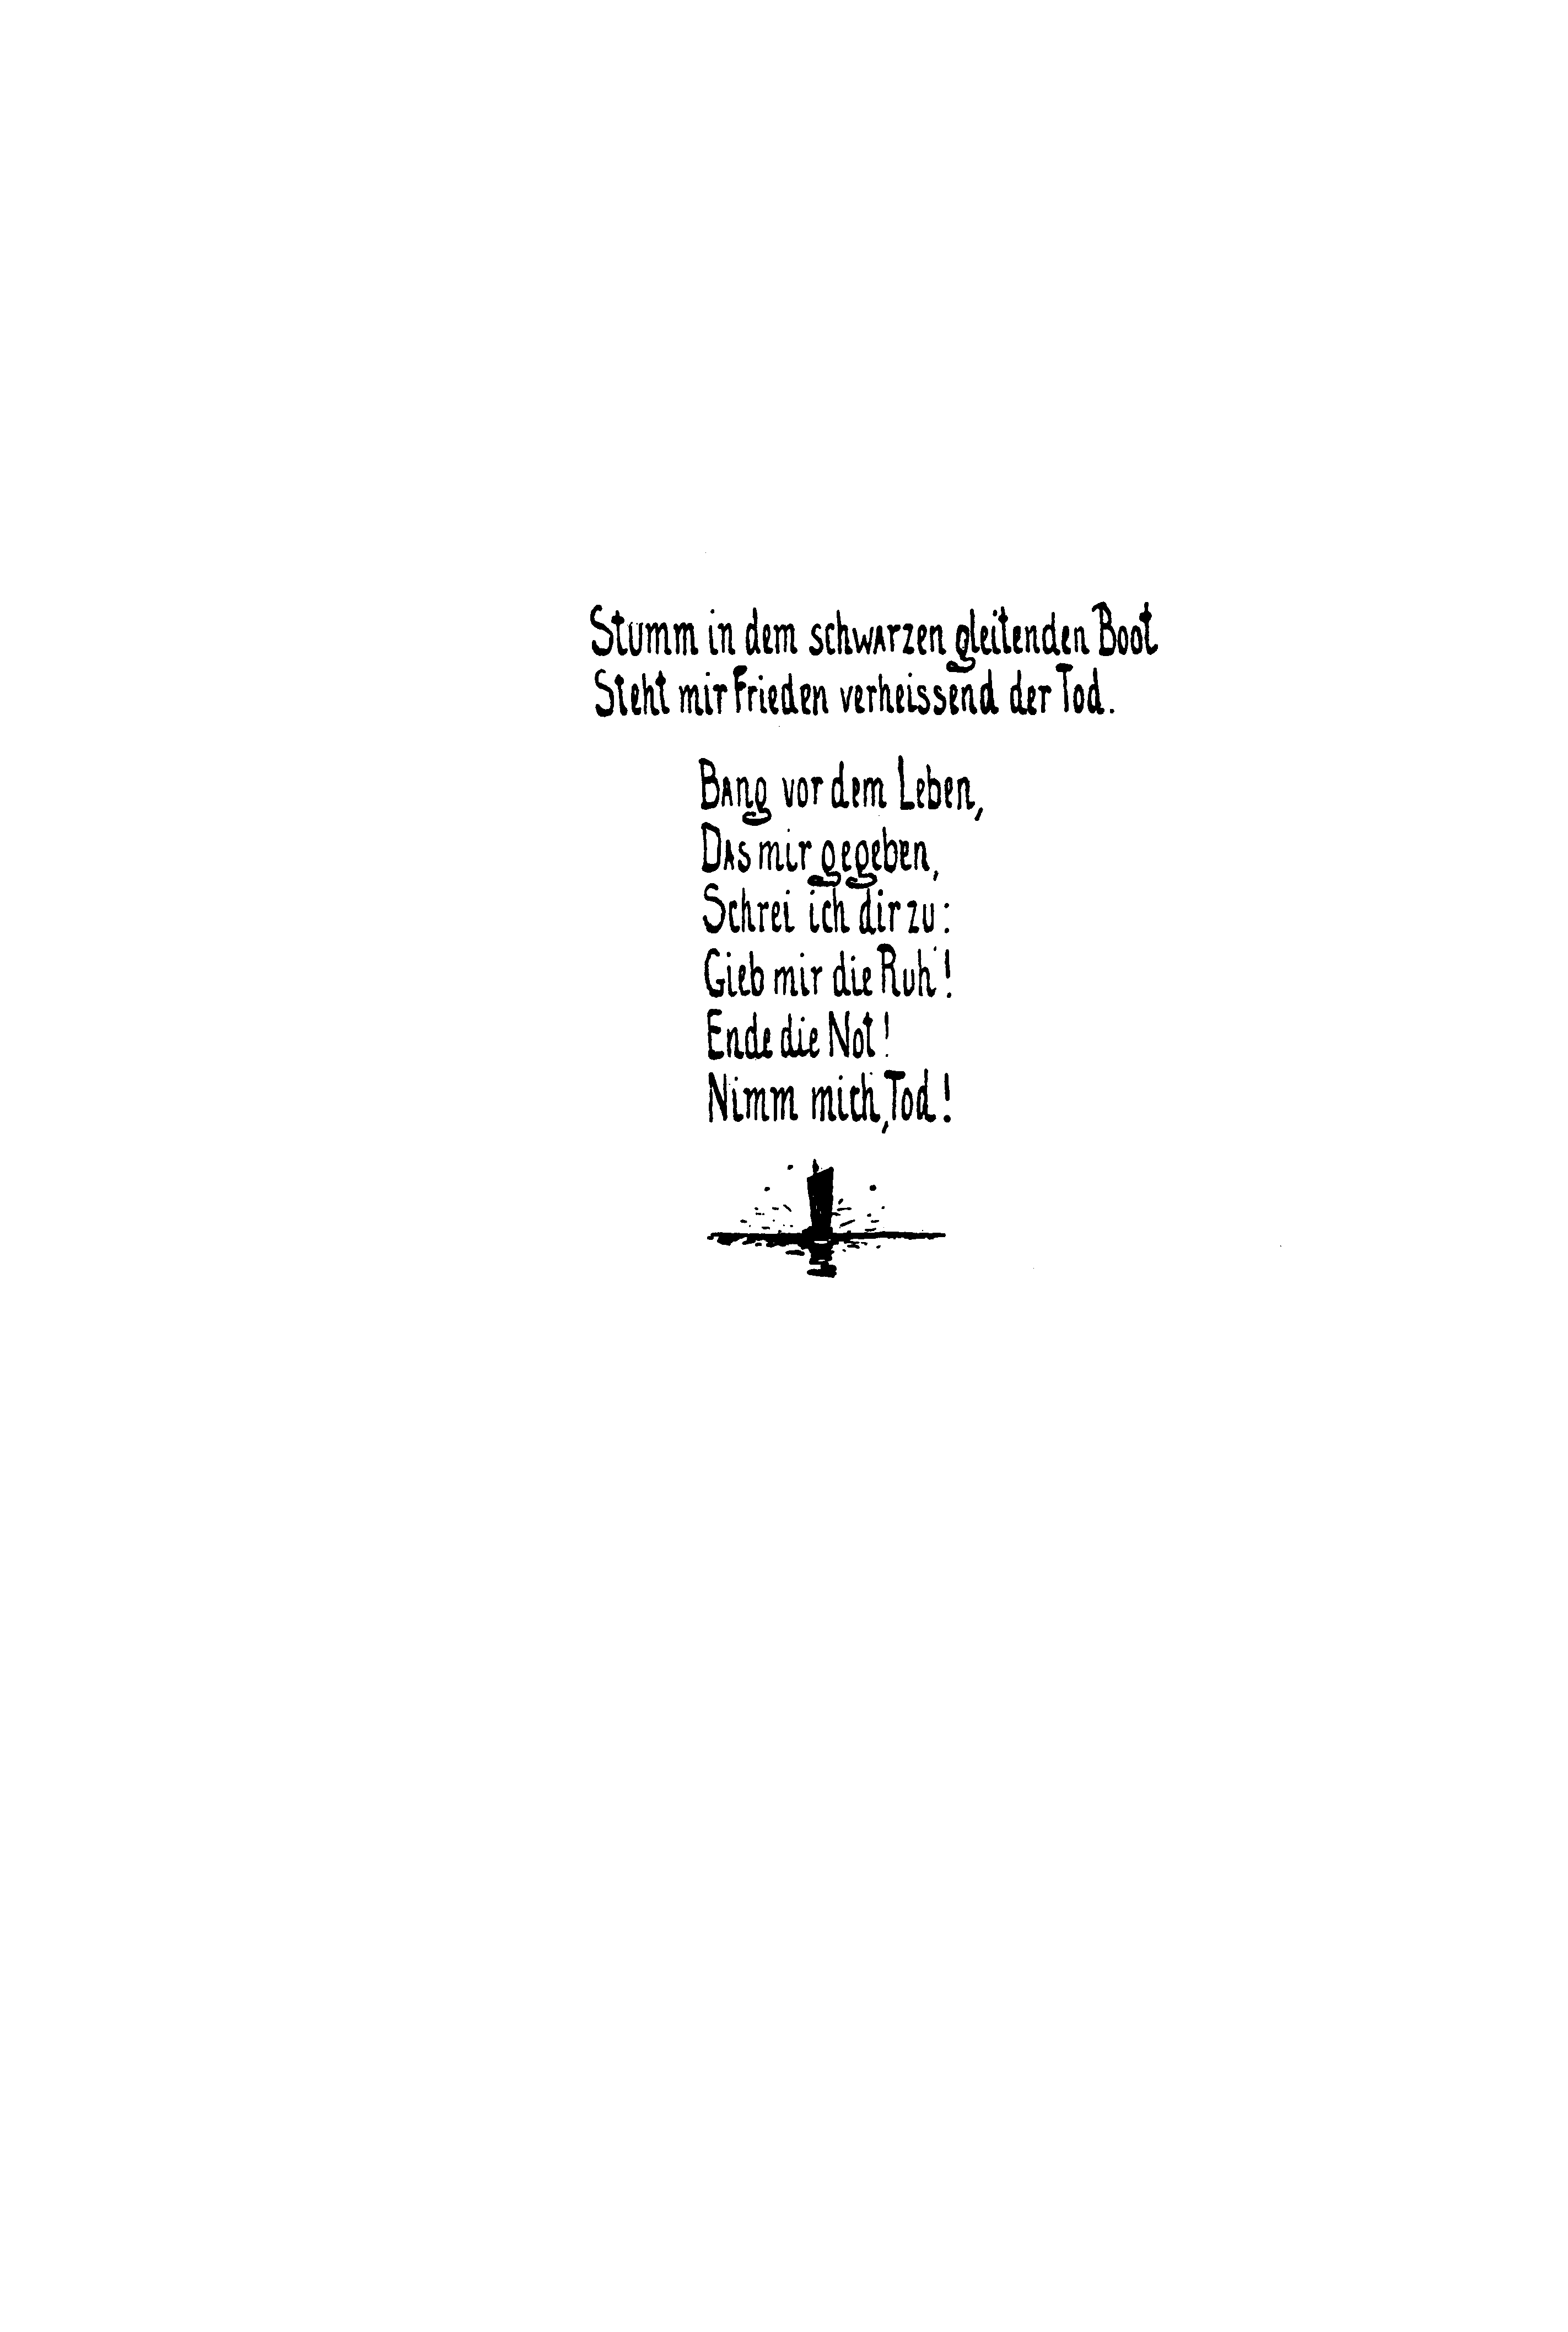 Stumm in dem schwarzen gleitenden Boot
Steht mir Frieden verheissend der Tod.
Bang vor dem Leben,
Das mir gegeben,
Schrei ich dir zu:
Gieb mir die Ruh'!
Ende die Not!
Nimm mich, Tod!